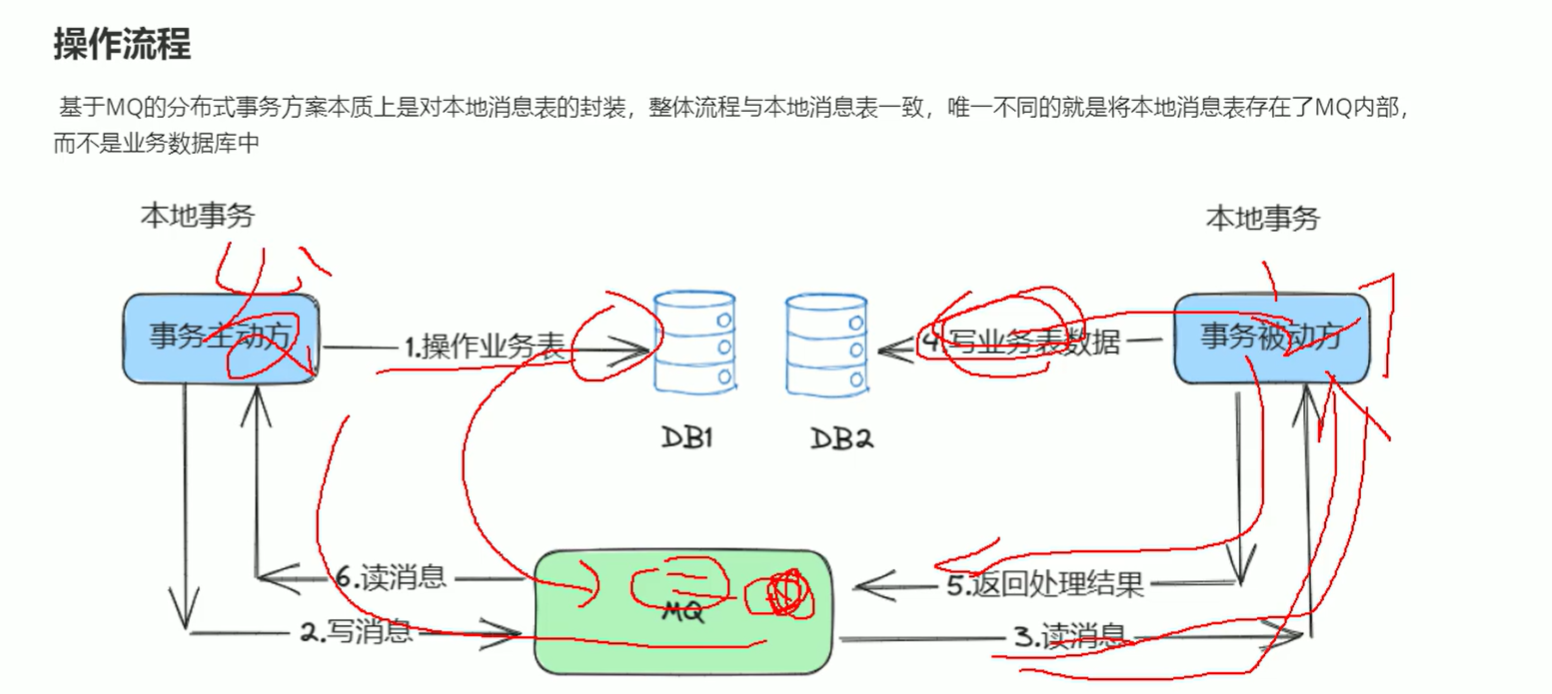 操作流程
基于MQ的分布式事务方案本质上是对本地消息表的封装，整体流程与本地消息表一致，唯一不同的就是将本地消息表存在了MQ内部，
而不是业务数据库中
本地事务
本地事务
事务主动方
1.操作业务表
4.写业务表数据
事务被动方
DB1
DB2
6.读消息
MQ
5.返回处理结果
2.写消息
3.读消息